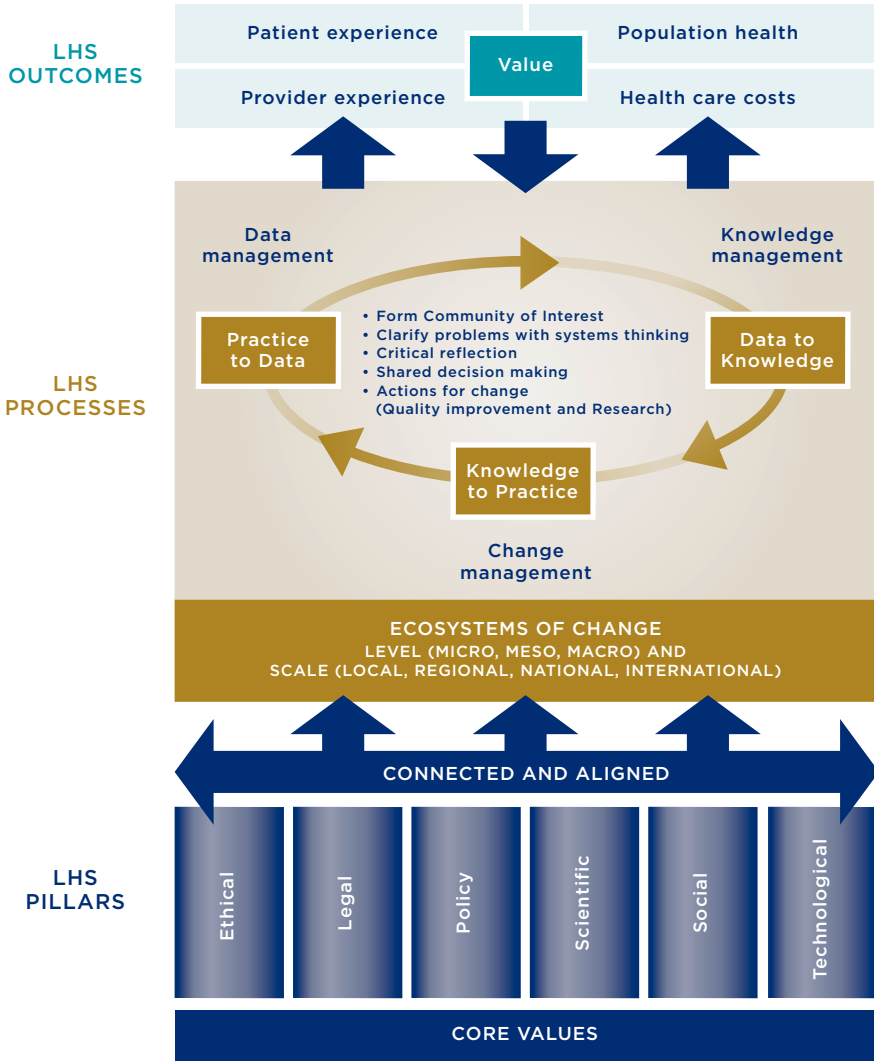 LHS
OUTCOMES
Patient experience
Population health
Value
Provider experience
Health care costs
LHS
PROCESSES
Data
management
Knowledge
management
Practice
to Data
• Form Community of Interest
• Clarify problems with systems thinking
• Critical reflection
• Shared decision making
• Actions for change
(Quality improvement and Research)
Data to
Knowledge
Knowledge
to Practice
Change
management
ECOSYSTEMS OF CHANGE
LEVEL (MICRO, MESO, MACRO) AND
SCALE (LOCAL, REGIONAL, NATIONAL, INTERNATIONAL)
CONNECTED AND ALIGNED
LHS
PILLARS
Ethical
Legal
Policy
Scientific
Social
Technological
CORE VALUES